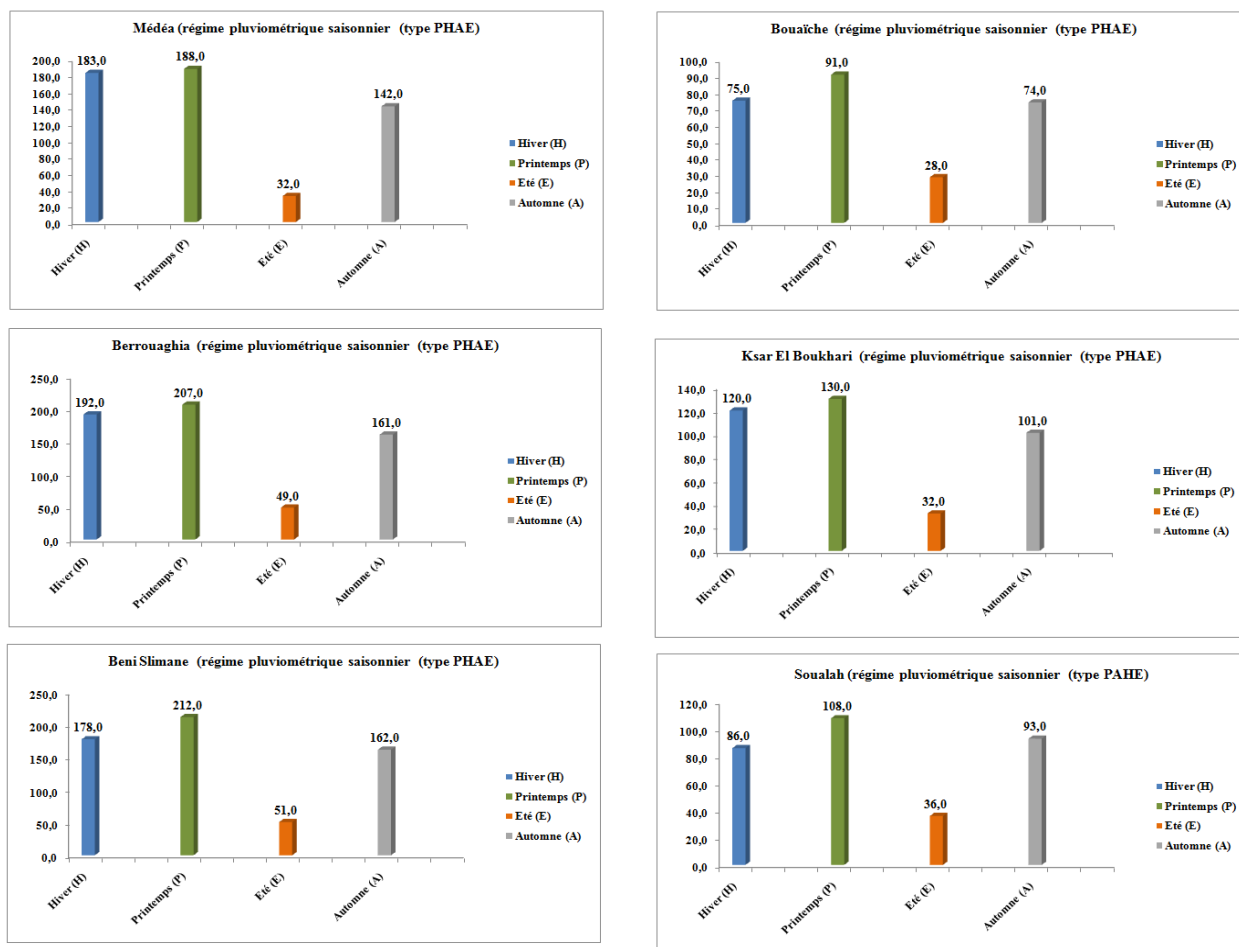 Médéa (régime pluviométrique saisonnier (type PHAE)
200,0
180,0
160,0
140,0
120,0
100,0
80,0
60,0
40,0
20,0
0,0
183,0
188,0
32,0
142,0
Hiver (H)
Printemps (P)
Eté (E)
Automne (A)
Hiver (H)
Printemps (P)
Eté (E)
Automne (A)
Bouaïche (régime pluviométrique saisonnier (type PHAE)
100,0
90,0
80,0
70,0
60,0
50,0
40,0
30,0
20,0
10,0
0,0
75,0
91,0
28,0
74,0
Hiver (H)
Printemps (P)
Eté (E)
Automne (A)
Hiver (H)
Printemps (P)
Eté (E)
Automne (A)
Berrouaghia (régime pluviométrique saisonnier (type PHAE)
250,0
200,0
150,0
100,0
50,0
0,0
192,0
207,0
49,0
161,0
Hiver (H)
Printemps (P)
Eté (E)
Automne (A)
Hiver (H)
Printemps (P)
Eté (E)
Automne (A)
Ksar El Boukhari (régime pluviométrique saisonnier (type PHAE)
140,0
120,0
100,0
80,0
60,0
40,0
20,0
0,0
120,0
130,0
32,0
101,0
Hiver (H)
Printemps (P)
Eté (E)
Automne (A)
Hiver (H)
Printemps (P)
Eté (E)
Automne (A)
Beni Slimane (régime pluviométrique saisonnier (type PHAE)
250,0
200,0
150,0
100,0
50,0
0,0
178,0
212,0
51,0
162,0
Hiver (H)
Printemps (P)
Eté (E)
Automne (A)
Hiver (H)
Printemps (P)
Eté (E)
Automne (A)
Soualah (régime pluviométrique saisonnier (type PAHE)
120,0
100,0
80,0
60,0
40,0
20,0
0,0
86,0
108,0
36,0
93,0
Hiver (H)
Printemps (P)
Eté (E)
Automne (A)
Hiver (H)
Printemps (P)
Eté (E)
Automne (A)